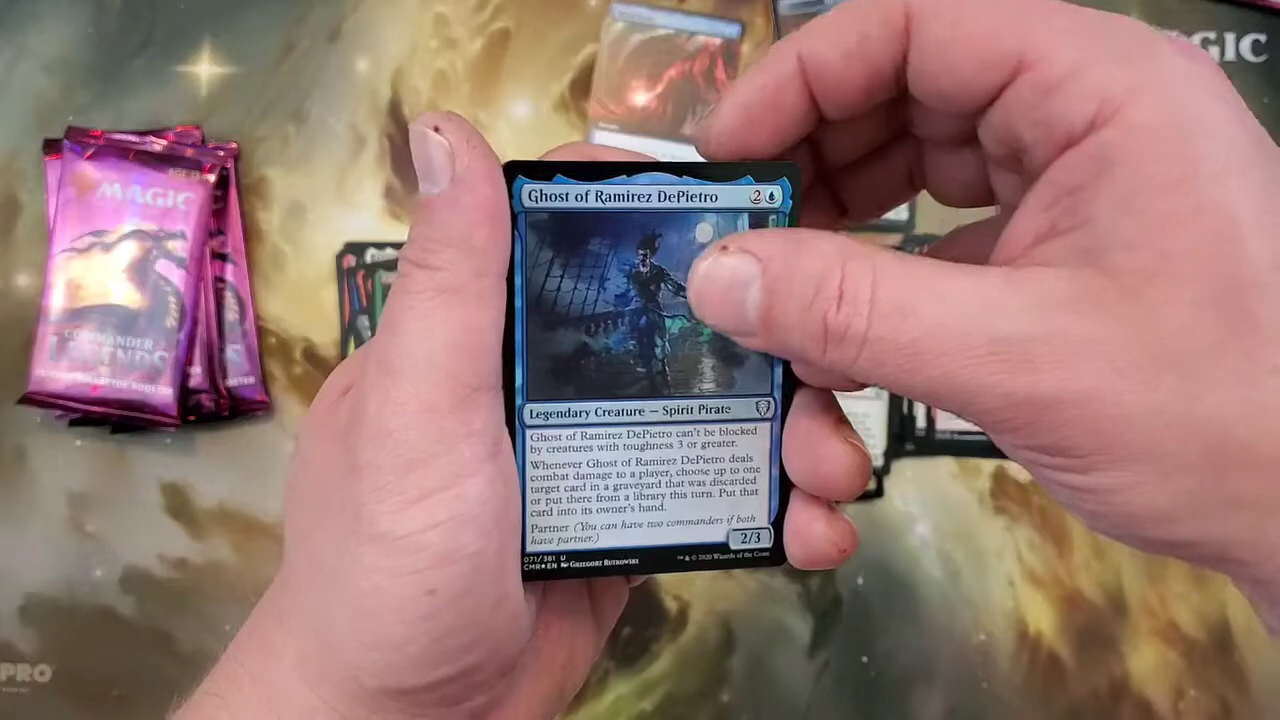 GIC
MAGIC
COMMANDER
LEGENDS
Ghost of Ramirez DePietro 2
Legendary Creature — Spirit Pirate
Ghost of Ramirez DePietro can't be blocked
by creatures with toughness 3 or greater.
Whenever Ghost of Ramirez DePietro deals
combat damage to a player, choose up to one
target card in a graveyard that was discarded
or put there from a library this turn. Put that
card into its owner's hand.
Partner (You can have two commanders if both
have partner.)
2/3
071/361 U
CMR★EN GRZEGORZ RUTKOWSKI
™ & © 2020 Wizards of the Coast
PRO